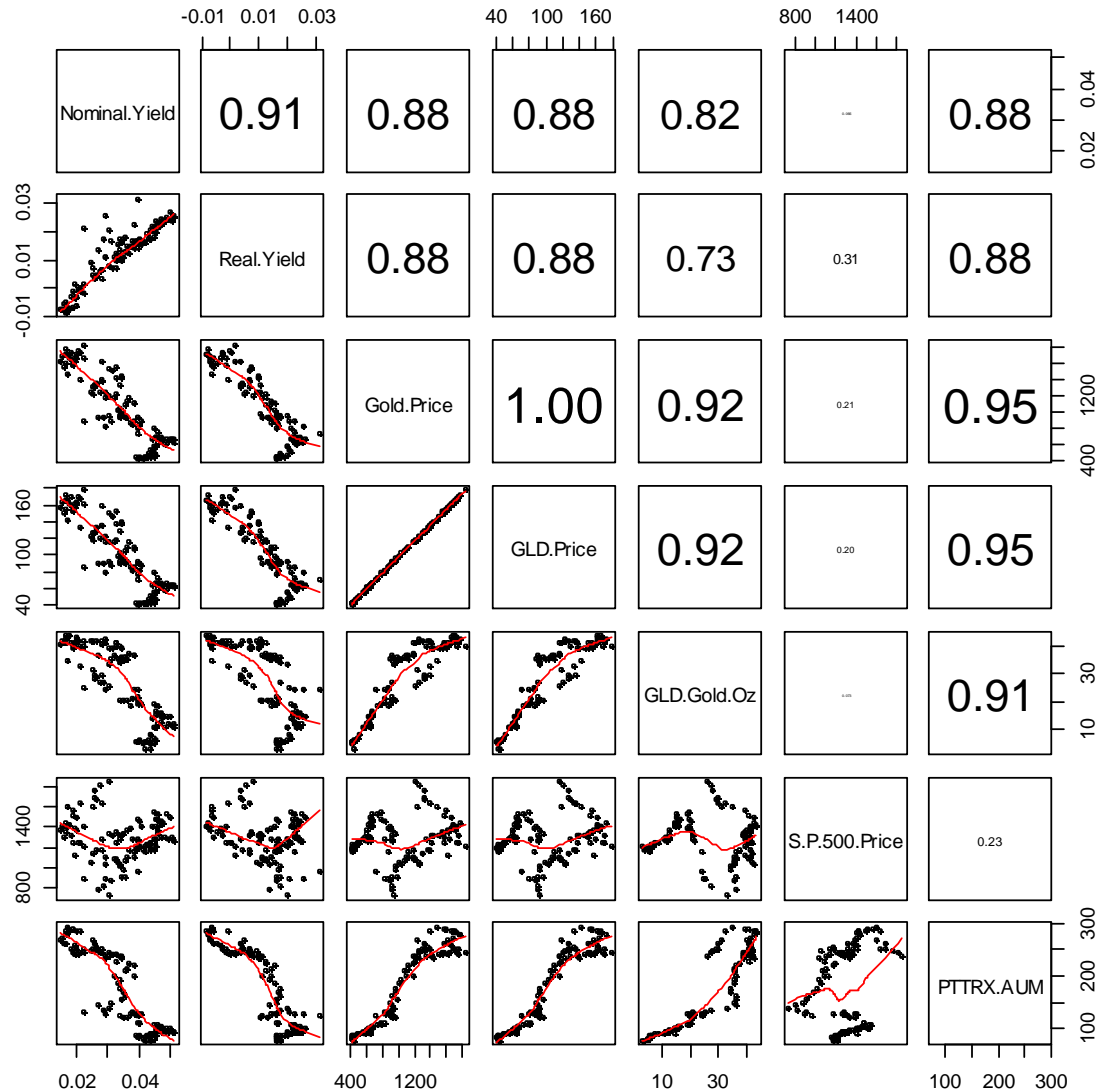 -0.01 0.01 0.03 40 100 160 800 1400
Nominal.Yield 0.91 0.88 0.88 0.82 0.88
0.02 0.04
-0.01 0.01 0.03
Real.Yield 0.88 0.88 0.73 0.31 0.88
Gold.Price 1.00 0.92 0.21 0.95
400 1200
40 100 160
GLD.Price 0.92 0.20 0.95
GLD.Gold.Oz 0.91
10 30
800 1400
S.P.500.Price 0.23
PTTRX.AUM
100 200 300
0.02 0.04 400 1200 10 30 100 200 300